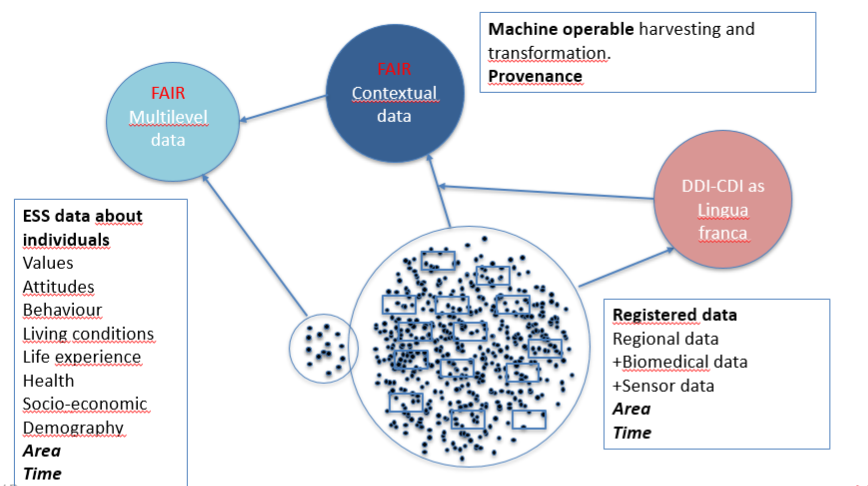 Machine operable harvesting and
transformation.
Provenance
FAIR
Contextual
data
FAIR
Multilevel
data
DDI-CDI as
Lingua
franca
ESS data about
individuals
Values
Attitudes
Behaviour
Living conditions
Life experience
Health
Socio-economic
Demography
Area
Time
Registered data
Regional data
+Biomedical data
+Sensor data
Area
Time